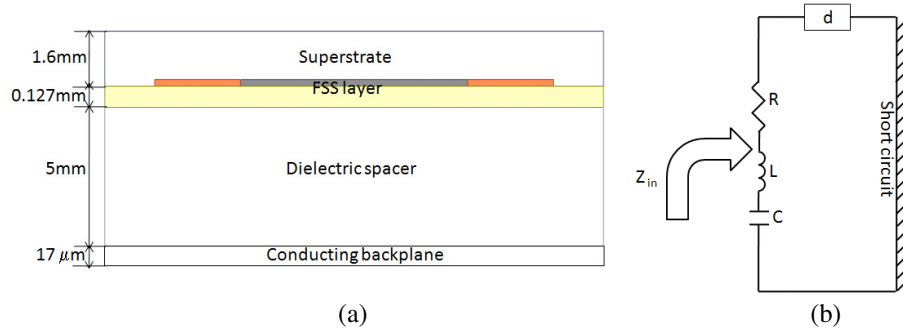 1.6mm
Superstrate
0.127mm
FSS layer
5mm
Dielectric spacer
17 μm
Conducting backplane
(a)
d
R
L
C
Z in
Short circuit
(b)